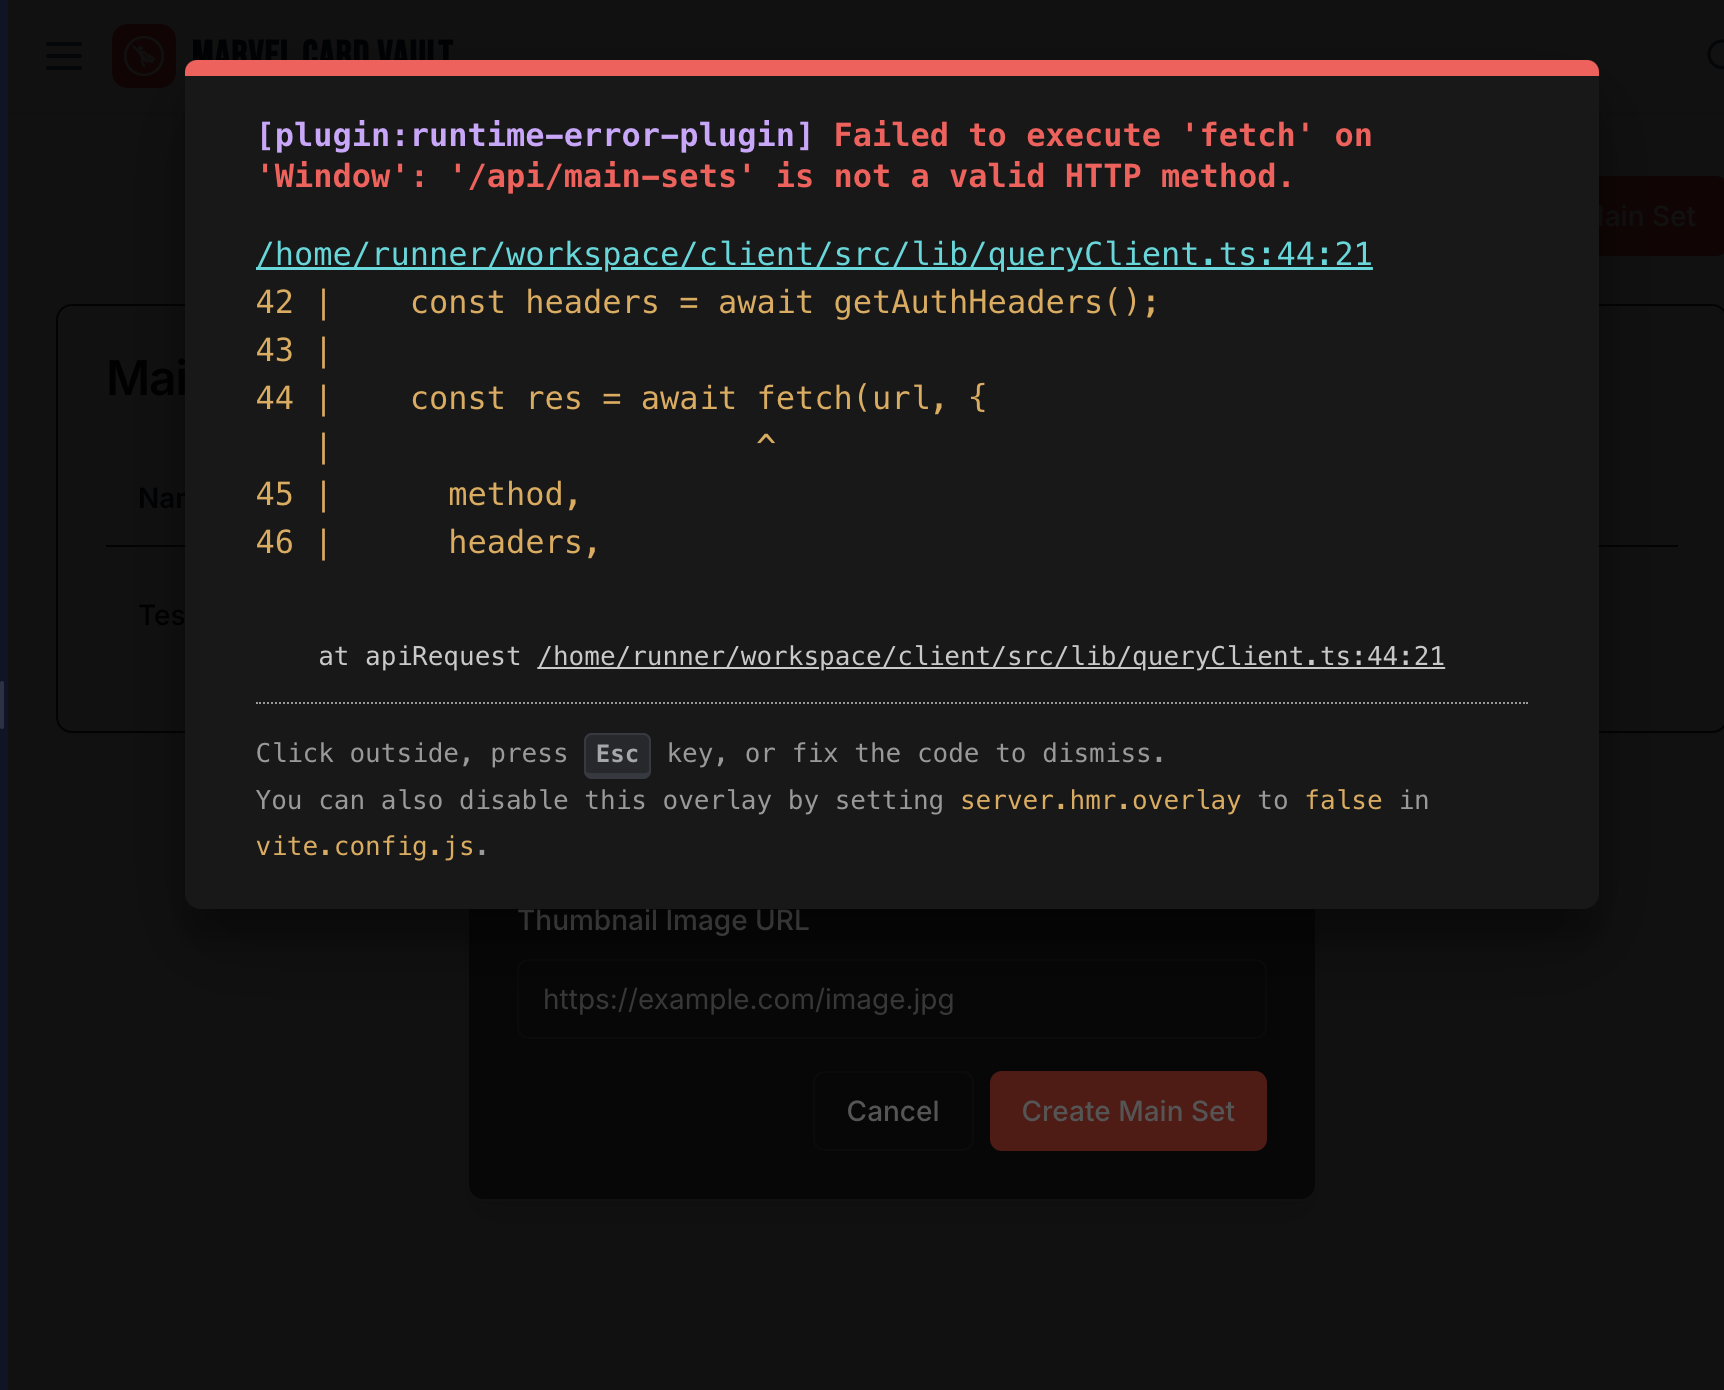 MARVEL CARD VAULT
[plugin:runtime-error-plugin] Failed to execute 'fetch' on
'Window': '/api/main-sets' is not a valid HTTP method.
ain Set
/home/runner/workspace/client/src/lib/queryClient.ts:44:21
42 |    const headers = await getAuthHeaders();
43 |
44 |    const res = await fetch(url, {
   |                      ^
45 |      method,
46 |      headers,
Mai
Nar
Tes
at apiRequest /home/runner/workspace/client/src/lib/queryClient.ts:44:21
Click outside, press Esc key, or fix the code to dismiss.
You can also disable this overlay by setting server.hmr.overlay to false in
vite.config.js.
Thumbnail Image URL
https://example.com/image.jpg
Cancel
Create Main Set